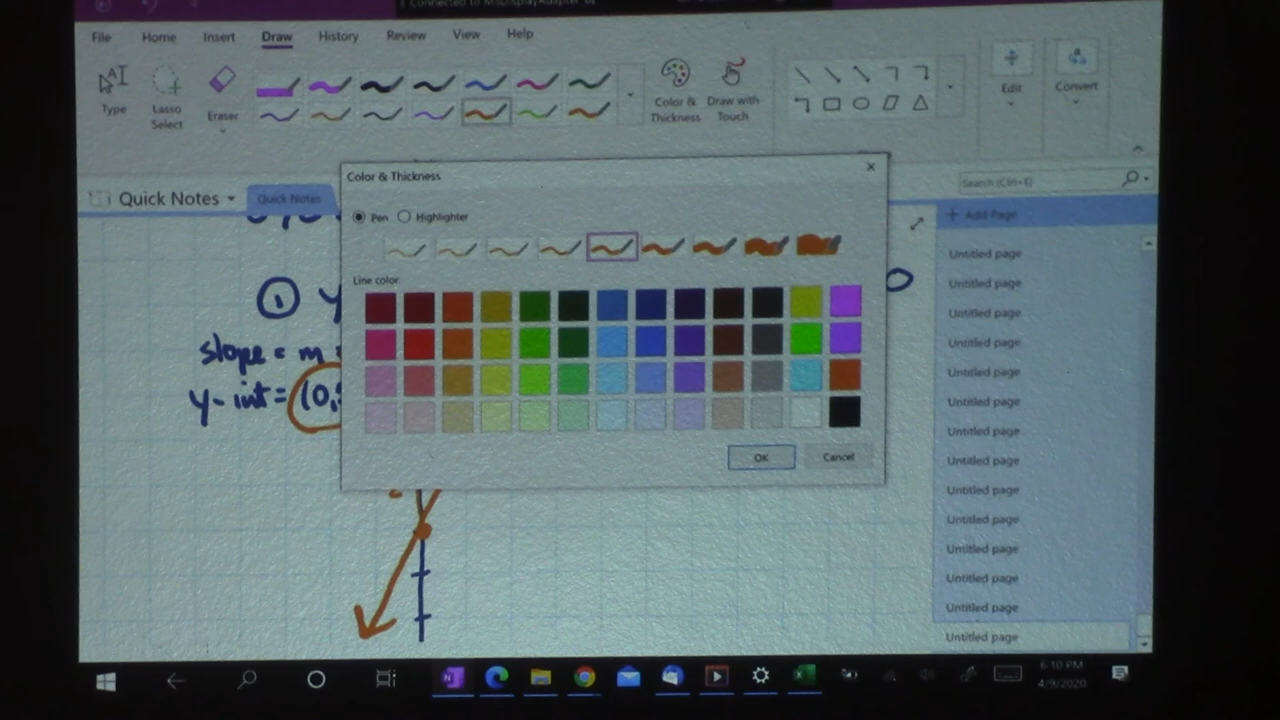 Connected to
File Home Insert Draw History Review View Help
Type
Lasso
Select
Eraser
Color &
Thickness
Draw with
Touch
Edit
Convert
Quick Notes
Quick Notes
Search (Ctrl+E)
Color & Thickness
Pen
Highlighter
Line color
OK
Cancel
+ Add Page
Untitled page
Untitled page
Untitled page
Untitled page
Untitled page
Untitled page
Untitled page
Untitled page
Untitled page
Untitled page
Untitled page
Untitled page
Untitled page
Untitled page
① y
slope = m
y-int = (0,
6:10 PM
4/9/2020